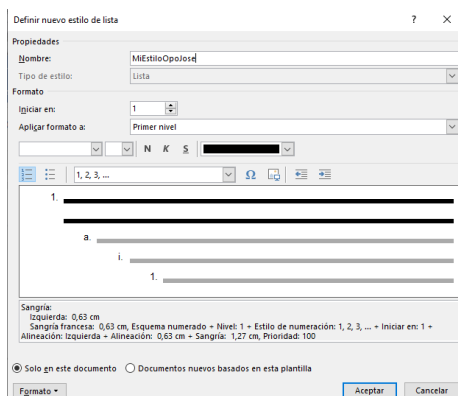 Definir nuevo estilo de lista ? ×
Propiedades
Nombre: MiEstiloOpoJose
Tipo de estilo: Lista
Formato
Iniciar en: 1
Aplicar formato a: Primer nivel
N K S
1, 2, 3, ... Ω
1.
a.
i.
1.
Sangría:
Izquierda: 0,63 cm
Sangría francesa: 0,63 cm, Esquema numerado + Nivel: 1 + Estilo de numeración: 1, 2, 3, ... + Iniciar en: 1 +
Alineación: Izquierda + Alineación: 0,63 cm + Sangría: 1,27 cm, Prioridad: 100
Solo en este documento Documentos nuevos basados en esta plantilla
Formato Aceptar Cancelar